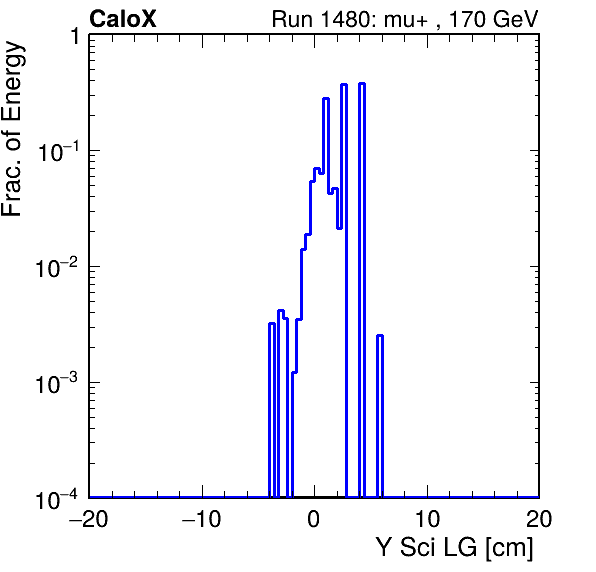 CaloX Run 1480: mu+ , 170 GeV
Frac. of Energy
1
10⁻¹
10⁻²
10⁻³
10⁻⁴
−20 −10 0 10 20
Y Sci LG [cm]